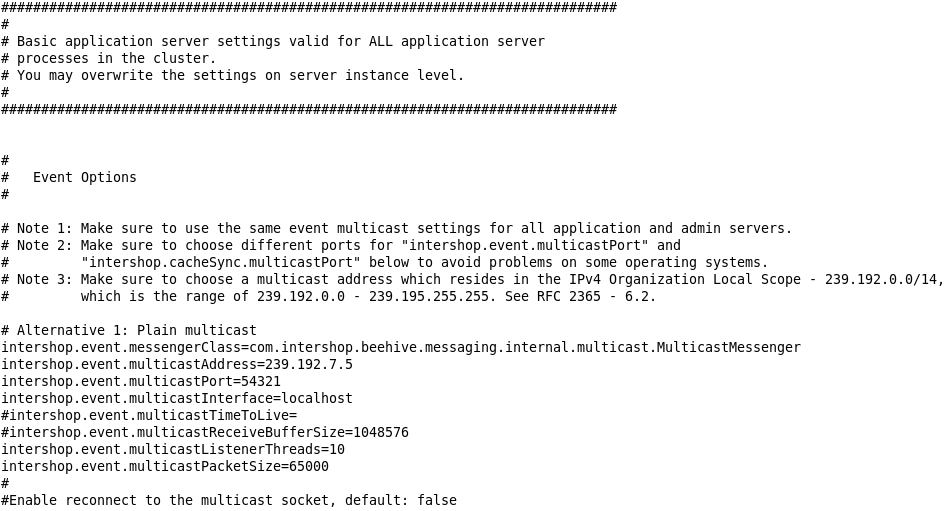 #############################################################################
#
# Basic application server settings valid for ALL application server
# processes in the cluster.
# You may overwrite the settings on server instance level.
#
#############################################################################
#
#   Event Options
#
# Note 1: Make sure to use the same event multicast settings for all application and admin servers.
# Note 2: Make sure to choose different ports for "intershop.event.multicastPort" and
#         "intershop.cacheSync.multicastPort" below to avoid problems on some operating systems.
# Note 3: Make sure to choose a multicast address which resides in the IPv4 Organization Local Scope - 239.192.0.0/14,
#         which is the range of 239.192.0.0 - 239.195.255.255. See RFC 2365 - 6.2.
# Alternative 1: Plain multicast
intershop.event.messengerClass=com.intershop.beehive.messaging.internal.multicast.MulticastMessenger
intershop.event.multicastAddress=239.192.7.5
intershop.event.multicastPort=54321
intershop.event.multicastInterface=localhost
#intershop.event.multicastTimeToLive=
#intershop.event.multicastReceiveBufferSize=1048576
intershop.event.multicastListenerThreads=10
intershop.event.multicastPacketSize=65000
#
#Enable reconnect to the multicast socket, default: false